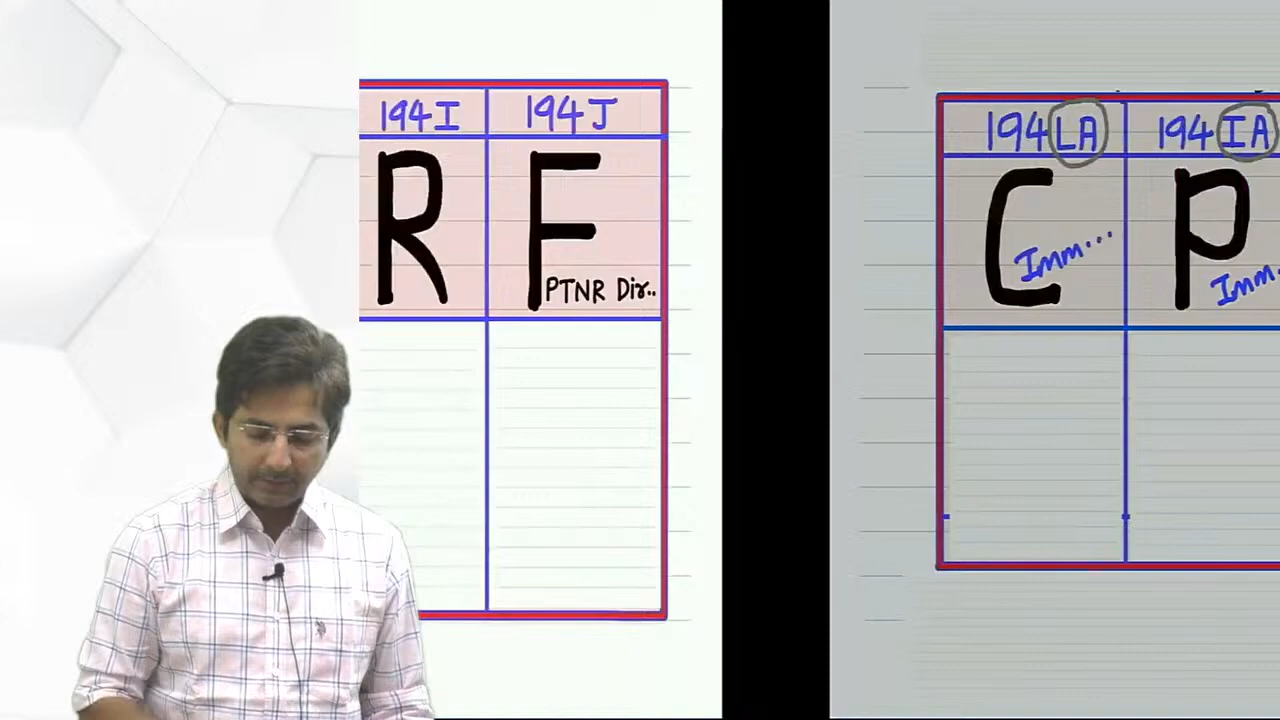 194I 194J
R F
PTNR Dir..
194LA 194IA
C P
Imm... Imm.